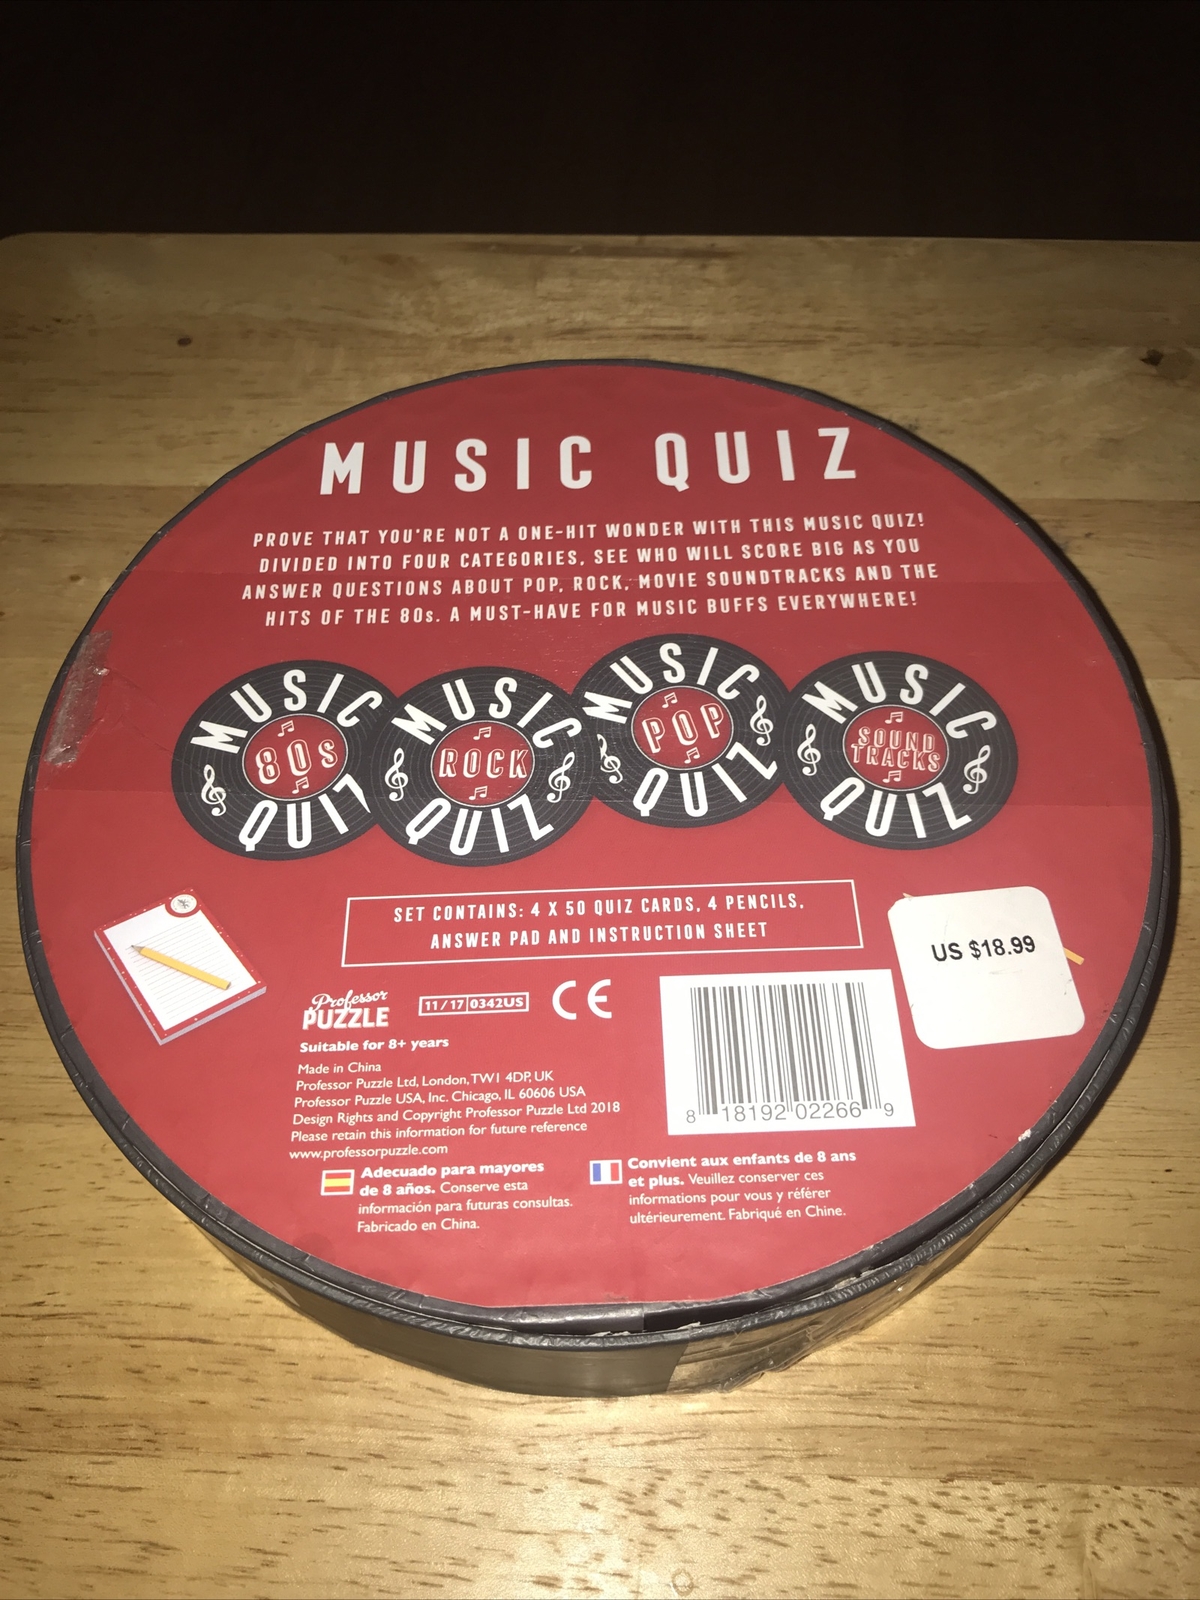 MUSIC QUIZ
PROVE THAT YOU'RE NOT A ONE-HIT WONDER WITH THIS MUSIC QUIZ!
DIVIDED INTO FOUR CATEGORIES, SEE WHO WILL SCORE BIG AS YOU
ANSWER QUESTIONS ABOUT POP, ROCK, MOVIE SOUNDTRACKS AND THE
HITS OF THE 80s. A MUST-HAVE FOR MUSIC BUFFS EVERYWHERE!
MUSIC
80s
QUIZ
MUSIC
ROCK
QUIZ
MUSIC
POP
QUIZ
MUSIC
SOUND
TRACKS
QUIZ
SET CONTAINS: 4 X 50 QUIZ CARDS, 4 PENCILS,
ANSWER PAD AND INSTRUCTION SHEET
US $18.99
Professor
PUZZLE
11/17 0342US
CE
Suitable for 8+ years
Made in China
Professor Puzzle Ltd, London, TW1 4DP, UK
Professor Puzzle USA, Inc. Chicago, IL 60606 USA
Design Rights and Copyright Professor Puzzle Ltd 2018
Please retain this information for future reference
www.professorpuzzle.com
8 18192 02266 9
Adecuado para mayores
de 8 años. Conserve esta
información para futuras consultas.
Fabricado en China.
Convient aux enfants de 8 ans
et plus. Veuillez conserver ces
informations pour vous y référer
ultérieurement. Fabriqué en Chine.